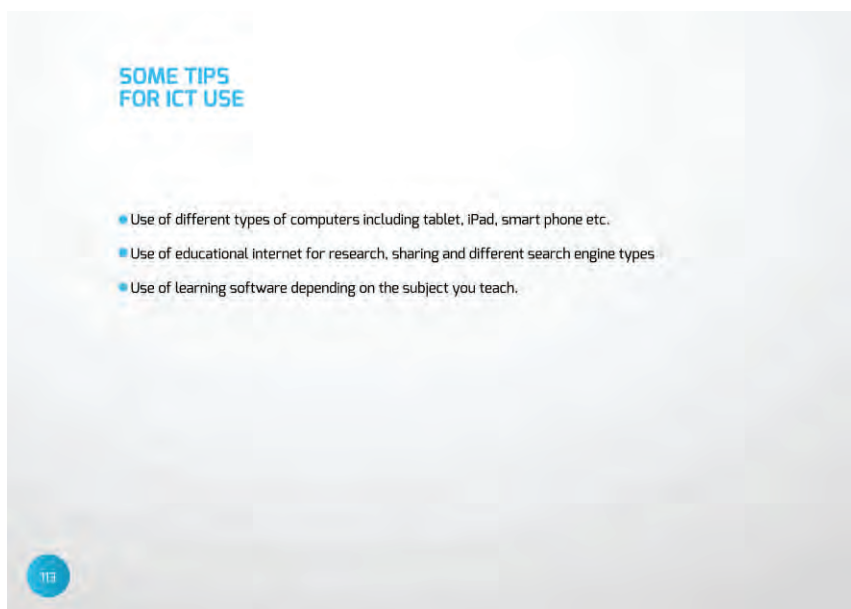 SOME TIPS
FOR ICT USE
Use of different types of computers including tablet, iPad, smart phone etc.
Use of educational internet for research, sharing and different search engine types
Use of learning software depending on the subject you teach.
113